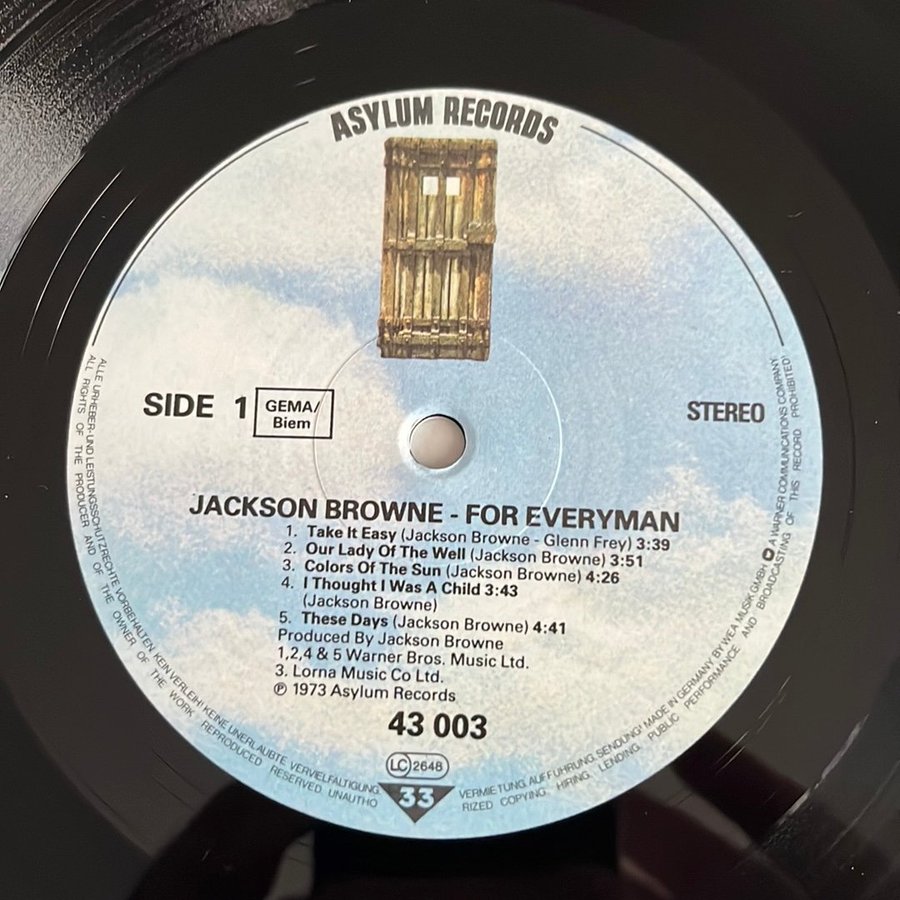 ASYLUM RECORDS
SIDE 1
GEMA/
Biem
STEREO
JACKSON BROWNE - FOR EVERYMAN
1. Take It Easy (Jackson Browne - Glenn Frey) 3:39
2. Our Lady Of The Well (Jackson Browne) 3:51
3. Colors Of The Sun (Jackson Browne) 4:26
4. I Thought I Was A Child 3:43
(Jackson Browne)
5. These Days (Jackson Browne) 4:41
Produced By Jackson Browne
1,2,4 & 5 Warner Bros. Music Ltd.
3. Lorna Music Co Ltd.
℗ 1973 Asylum Records
43 003
LC 2648
33
ALLE URHEBER- UND LEISTUNGSSCHUTZRECHTE VORBEHALTEN. KEIN VERLEIH! KEINE UNERLAUBTE VERVIELFÄLTIGUNG, VERMIETUNG, AUFFÜHRUNG, SENDUNG! MADE IN GERMANY, BY WEA MUSIK GMBH A WARNER COMMUNICATIONS COMPANY
ALL RIGHTS OF THE PRODUCER AND OF THE OWNER OF THE WORK REPRODUCED RESERVED UNAUTHORIZED COPYING, HIRING, LENDING, PUBLIC PERFORMANCE AND BROADCASTING OF THIS RECORD PROHIBITED!